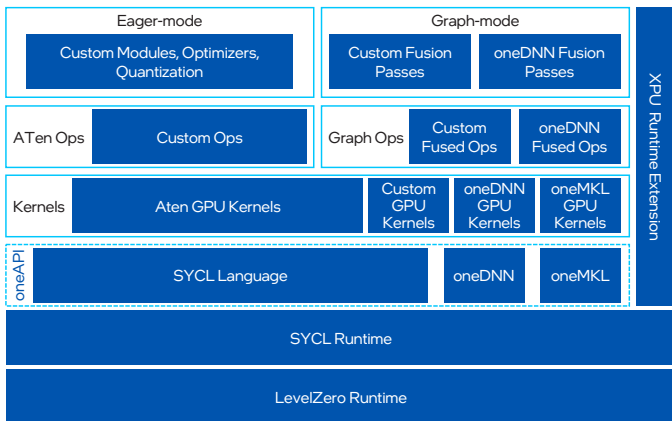 Eager-mode
Custom Modules, Optimizers,
Quantization
Graph-mode
Custom Fusion
Passes
oneDNN Fusion
Passes
XPU Runtime Extension
ATen Ops
Custom Ops
Graph Ops
Custom
Fused Ops
oneDNN
Fused Ops
Kernels
Aten GPU Kernels
Custom
GPU
Kernels
oneDNN
GPU
Kernels
oneMKL
GPU
Kernels
oneAPI
SYCL Language
oneDNN
oneMKL
SYCL Runtime
LevelZero Runtime